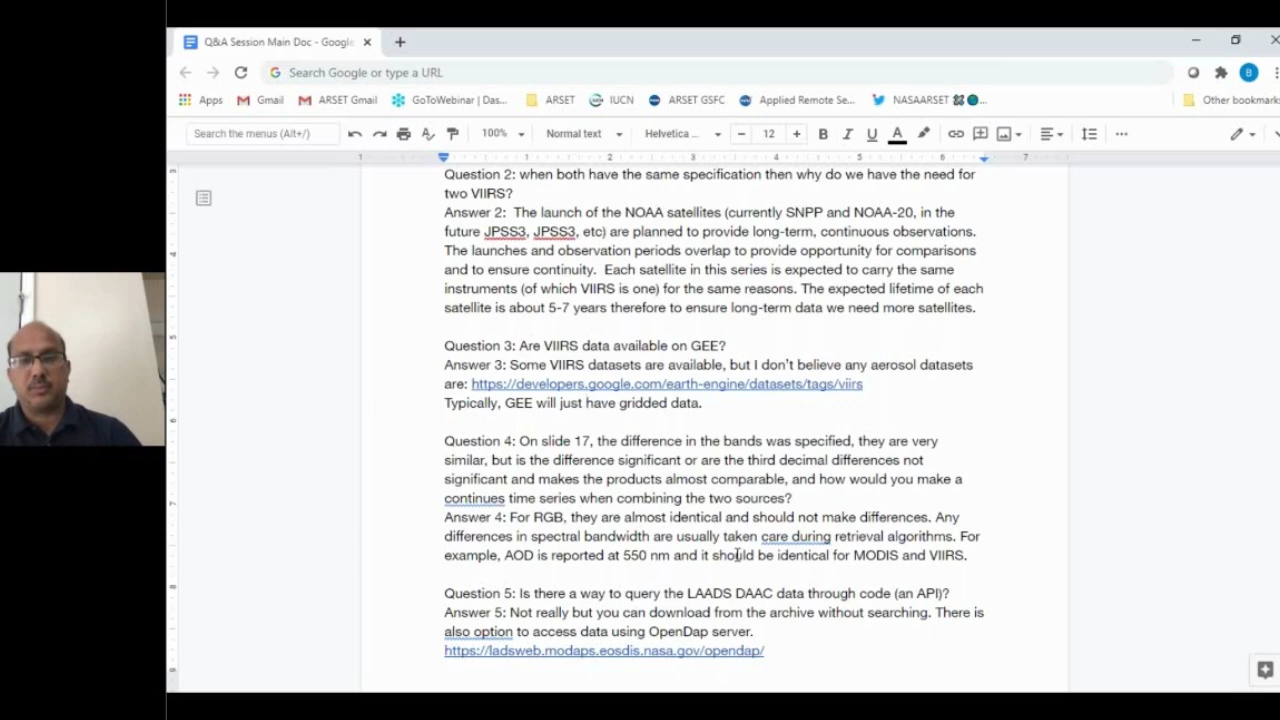 Q&A Session Main Doc - Google
Search Google or type a URL
Apps
Gmail
ARSET Gmail
GoToWebinar | Das...
ARSET
IUCN
ARSET GSFC
Applied Remote Se...
NASAARSET
Other bookmarks
B
Search the menus (Alt+/)
100%
Normal text
Helvetica ...
12
B I U A
1 1 2 3 4 5 6 7
Question 2: when both have the same specification then why do we have the need for
two VIIRS?
Answer 2:  The launch of the NOAA satellites (currently SNPP and NOAA-20, in the
future JPSS3, JPSS3, etc) are planned to provide long-term, continuous observations.
The launches and observation periods overlap to provide opportunity for comparisons
and to ensure continuity.  Each satellite in this series is expected to carry the same
instruments (of which VIIRS is one) for the same reasons. The expected lifetime of each
satellite is about 5-7 years therefore to ensure long-term data we need more satellites.
Question 3: Are VIIRS data available on GEE?
Answer 3: Some VIIRS datasets are available, but I don't believe any aerosol datasets
are: https://developers.google.com/earth-engine/datasets/tags/viirs
Typically, GEE will just have gridded data.
Question 4: On slide 17, the difference in the bands was specified, they are very
similar, but is the difference significant or are the third decimal differences not
significant and makes the products almost comparable, and how would you make a
continues time series when combining the two sources?
Answer 4: For RGB, they are almost identical and should not make differences. Any
differences in spectral bandwidth are usually taken care during retrieval algorithms. For
example, AOD is reported at 550 nm and it should be identical for MODIS and VIIRS.
Question 5: Is there a way to query the LAADS DAAC data through code (an API)?
Answer 5: Not really but you can download from the archive without searching. There is
also option to access data using OpenDap server.
https://ladsweb.modaps.eosdis.nasa.gov/opendap/